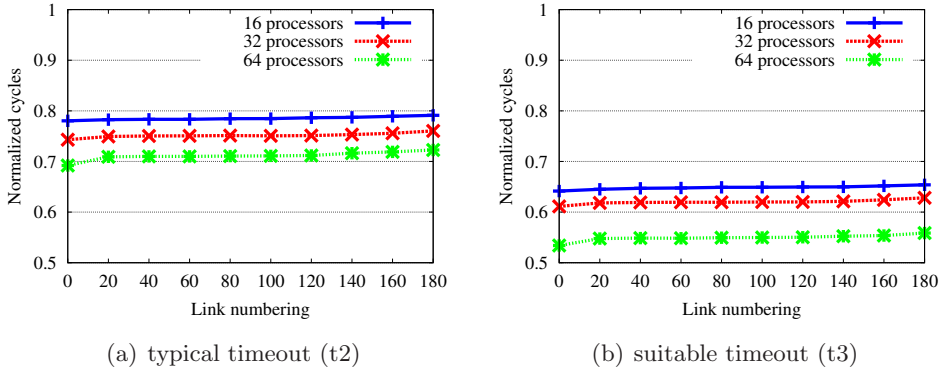 1
0.9
0.8
0.7
0.6
0.5
Normalized cycles
16 processors
32 processors
64 processors
0 20 40 60 80 100 120 140 160 180
Link numbering
(a) typical timeout (t2)
1
0.9
0.8
0.7
0.6
0.5
Normalized cycles
16 processors
32 processors
64 processors
0 20 40 60 80 100 120 140 160 180
Link numbering
(b) suitable timeout (t3)